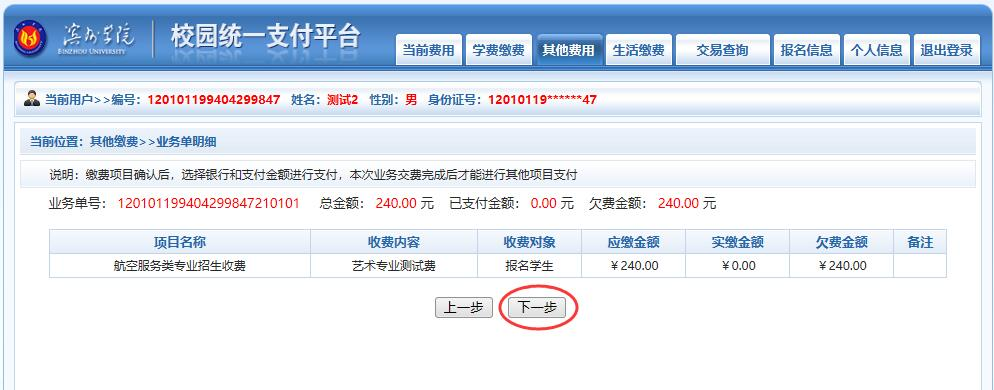 滨州学院
BINZHOU UNIVERSITY
校园统一支付平台
当前费用 学费缴费 其他费用 生活缴费 交易查询 报名信息 个人信息 退出登录
当前用户>>编号：120101199404299847 姓名：测试2 性别：男 身份证号：12010119******47
当前位置：其他缴费>>业务单明细
说明：缴费项目确认后，选择银行和支付金额进行支付，本次业务交费完成后才能进行其他项目支付
业务单号： 120101199404299847210101 总金额： 240.00 元 已支付金额： 0.00 元 欠费金额： 240.00 元
项目名称 收费内容 收费对象 应缴金额 实缴金额 欠费金额 备注
航空服务类专业招生收费 艺术专业测试费 报名学生 ￥240.00 ￥0.00 ￥240.00
上一步 下一步